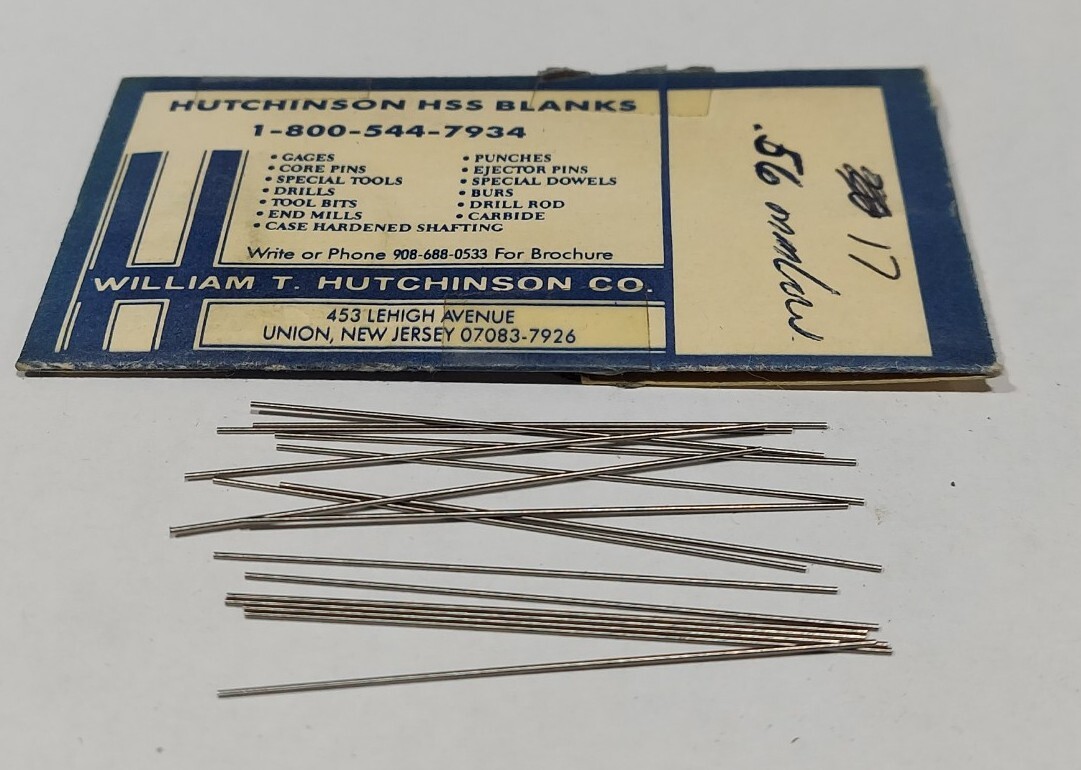 HUTCHINSON HSS BLANKS
1-800-544-7934
• GAGES
• CORE PINS
• SPECIAL TOOLS
• DRILLS
• TOOL BITS
• END MILLS
• CASE HARDENED SHAFTING
• PUNCHES
• EJECTOR PINS
• SPECIAL DOWELS
• BURS
• DRILL ROD
• CARBIDE
Write or Phone 908-688-0533 For Brochure
WILLIAM T. HUTCHINSON CO.
453 LEHIGH AVENUE
UNION, NEW JERSEY 07083-7926
17
.56 mm